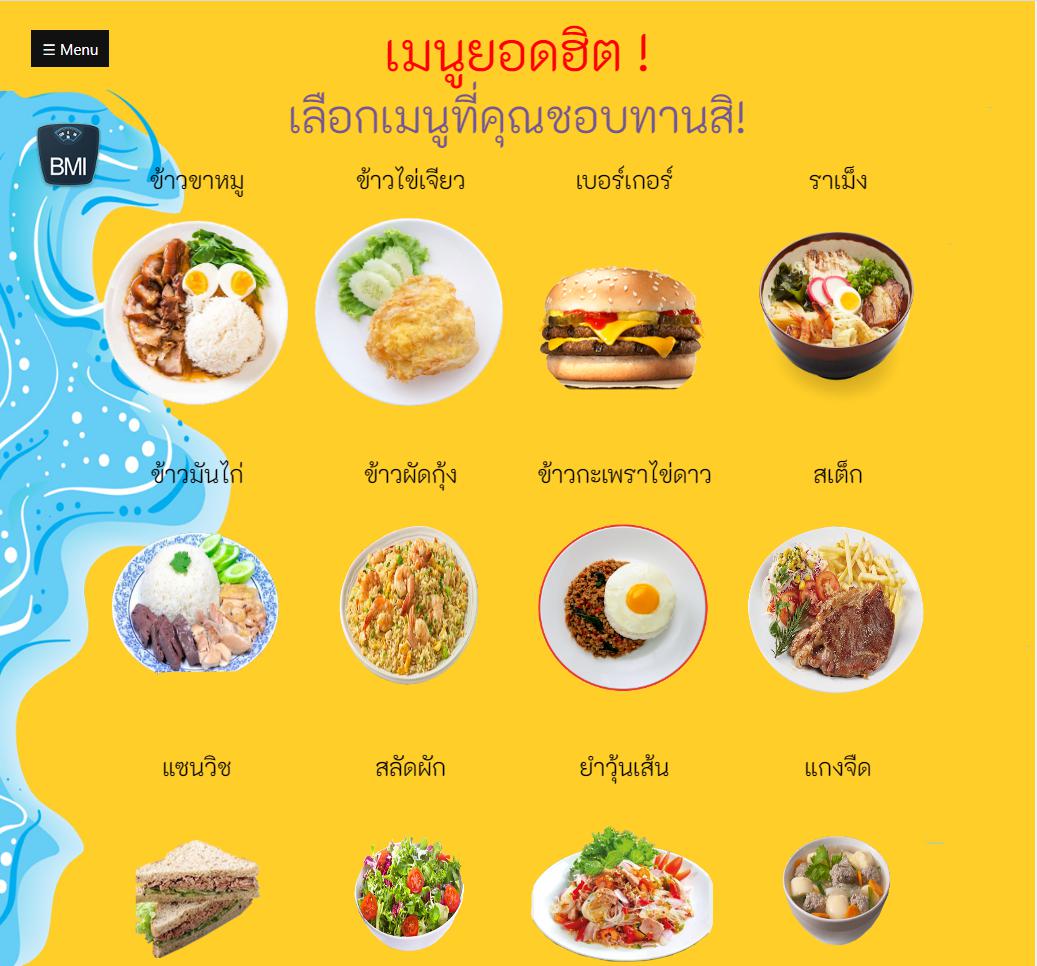 ☰ Menu
เมนูยอดฮิต !
เลือกเมนูที่คุณชอบทานสิ!
BMI
ข้าวขาหมู ข้าวไข่เจียว เบอร์เกอร์ ราเม็ง
ข้าวมันไก่ ข้าวผัดกุ้ง ข้าวกะเพราไข่ดาว สเต็ก
แซนวิช สลัดผัก ยำวุ้นเส้น แกงจืด